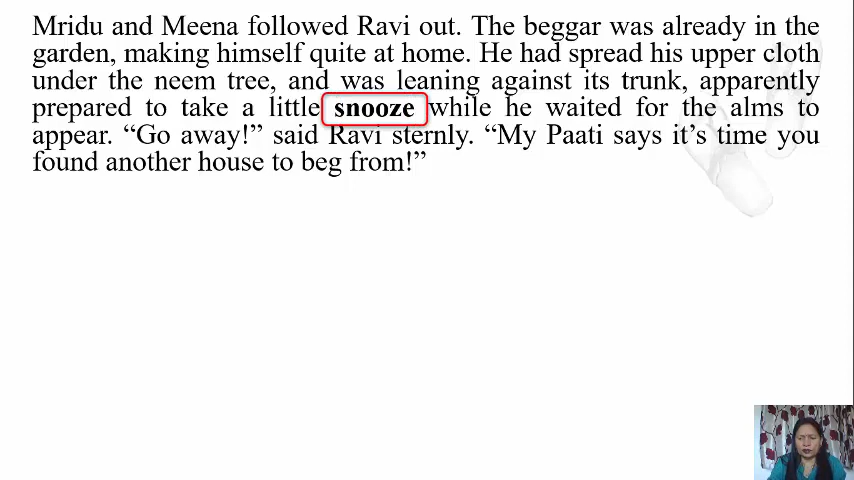 Mridu and Meena followed Ravi out. The beggar was already in the
garden, making himself quite at home. He had spread his upper cloth
under the neem tree, and was leaning against its trunk, apparently
prepared to take a little snooze while he waited for the alms to
appear. “Go away!” said Ravi sternly. “My Paati says it’s time you
found another house to beg from!”